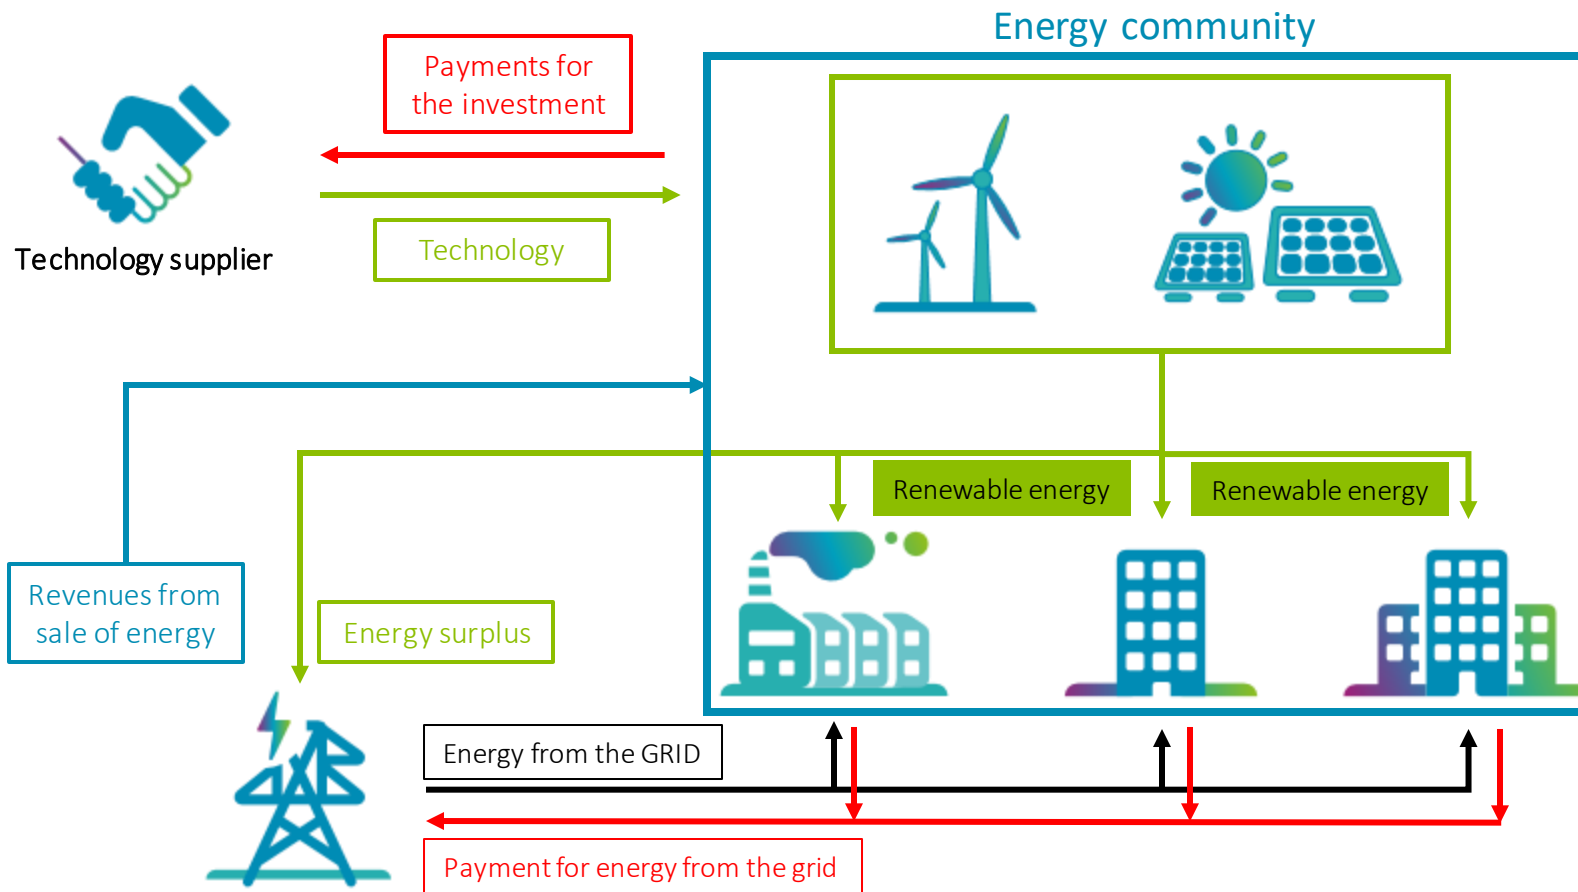 Energy community
Payments for
the investment
Technology supplier
Technology
Renewable energy
Renewable energy
Revenues from
sale of energy
Energy surplus
Energy from the GRID
Payment for energy from the grid